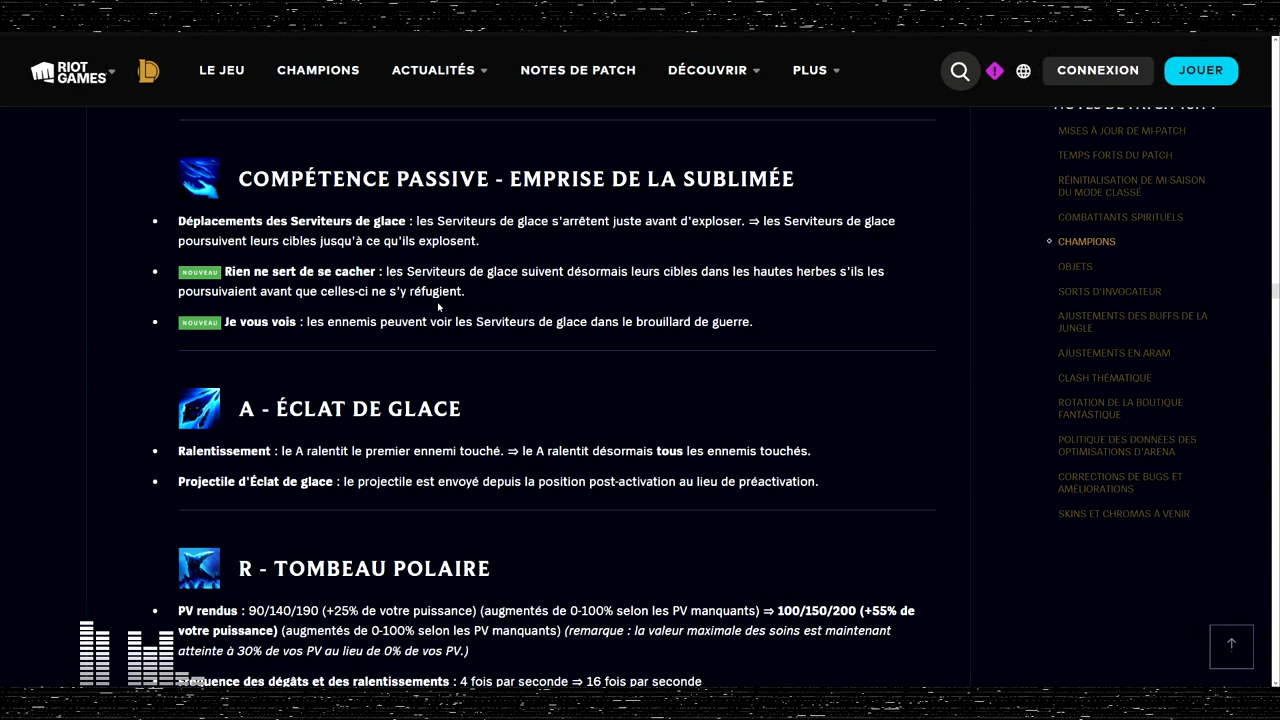 RIOT GAMES
LE JEU
CHAMPIONS
ACTUALITÉS
NOTES DE PATCH
DÉCOUVRIR
PLUS
CONNEXION
JOUER
COMPÉTENCE PASSIVE - EMPRISE DE LA SUBLIMÉE
Déplacements des Serviteurs de glace : les Serviteurs de glace s'arrêtent juste avant d'exploser. ⇒ les Serviteurs de glace
poursuivent leurs cibles jusqu'à ce qu'ils explosent.
NOUVEAU Rien ne sert de se cacher : les Serviteurs de glace suivent désormais leurs cibles dans les hautes herbes s'ils les
poursuivaient avant que celles-ci ne s'y réfugient.
NOUVEAU Je vous vois : les ennemis peuvent voir les Serviteurs de glace dans le brouillard de guerre.
A - ÉCLAT DE GLACE
Ralentissement : le A ralentit le premier ennemi touché. ⇒ le A ralentit désormais tous les ennemis touchés.
Projectile d'Éclat de glace : le projectile est envoyé depuis la position post-activation au lieu de préactivation.
R - TOMBEAU POLAIRE
PV rendus : 90/140/190 (+25% de votre puissance) (augmentés de 0-100% selon les PV manquants) ⇒ 100/150/200 (+55% de
votre puissance) (augmentés de 0-100% selon les PV manquants) (remarque : la valeur maximale des soins est maintenant
atteinte à 30% de vos PV au lieu de 0% de vos PV.)
des dégâts et des ralentissements : 4 fois par seconde ⇒ 16 fois par seconde
MISES À JOUR DE MI-PATCH
TEMPS FORTS DU PATCH
RÉINITIALISATION DE MI-SAISON
DU MODE CLASSÉ
COMBATTANTS SPIRITUELS
CHAMPIONS
OBJETS
SORTS D'INVOCATEUR
AJUSTEMENTS DES BUFFS DE LA
JUNGLE
AJUSTEMENTS EN ARAM
CLASH THÉMATIQUE
ROTATION DE LA BOUTIQUE
FANTASTIQUE
POLITIQUE DES DONNÉES DES
OPTIMISATIONS D'ARENA
CORRECTIONS DE BUGS ET
AMÉLIORATIONS
SKINS ET CHROMAS À VENIR